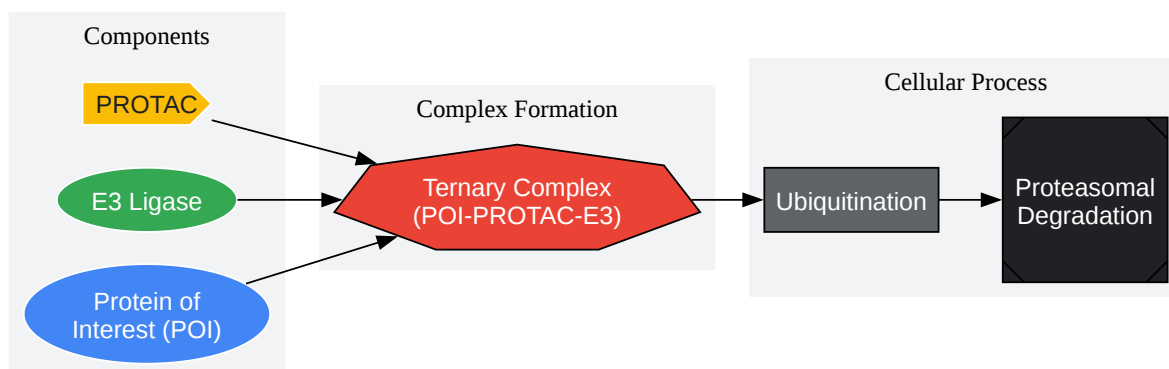 Components
PROTAC
E3 Ligase
Protein of
Interest (POI)
Complex Formation
Ternary Complex
(POI-PROTAC-E3)
Cellular Process
Ubiquitination
Proteasomal
Degradation